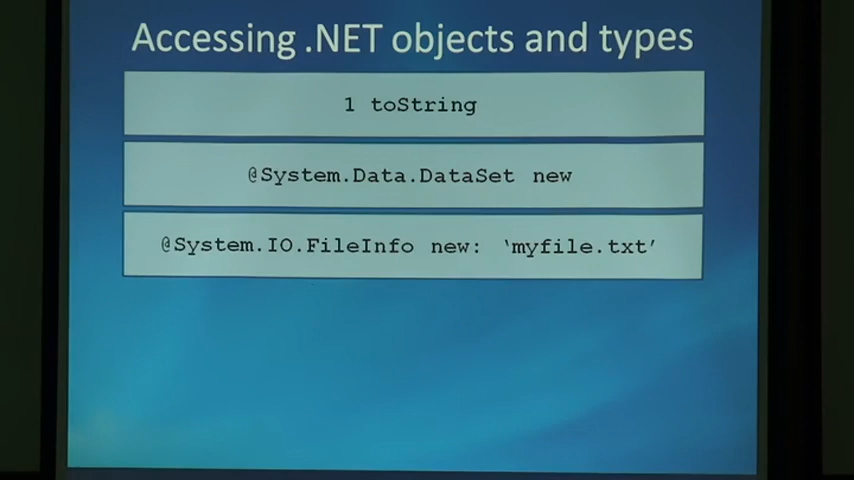 Accessing .NET objects and types
1 toString
@System.Data.DataSet new
@System.IO.FileInfo new: ‘myfile.txt’